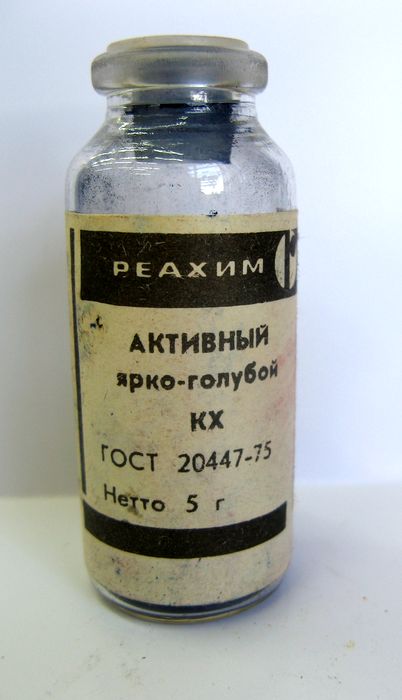 РЕАХИМ
АКТИВНЫЙ
ярко-голубой
КХ
ГОСТ 20447-75
Нетто 5 г